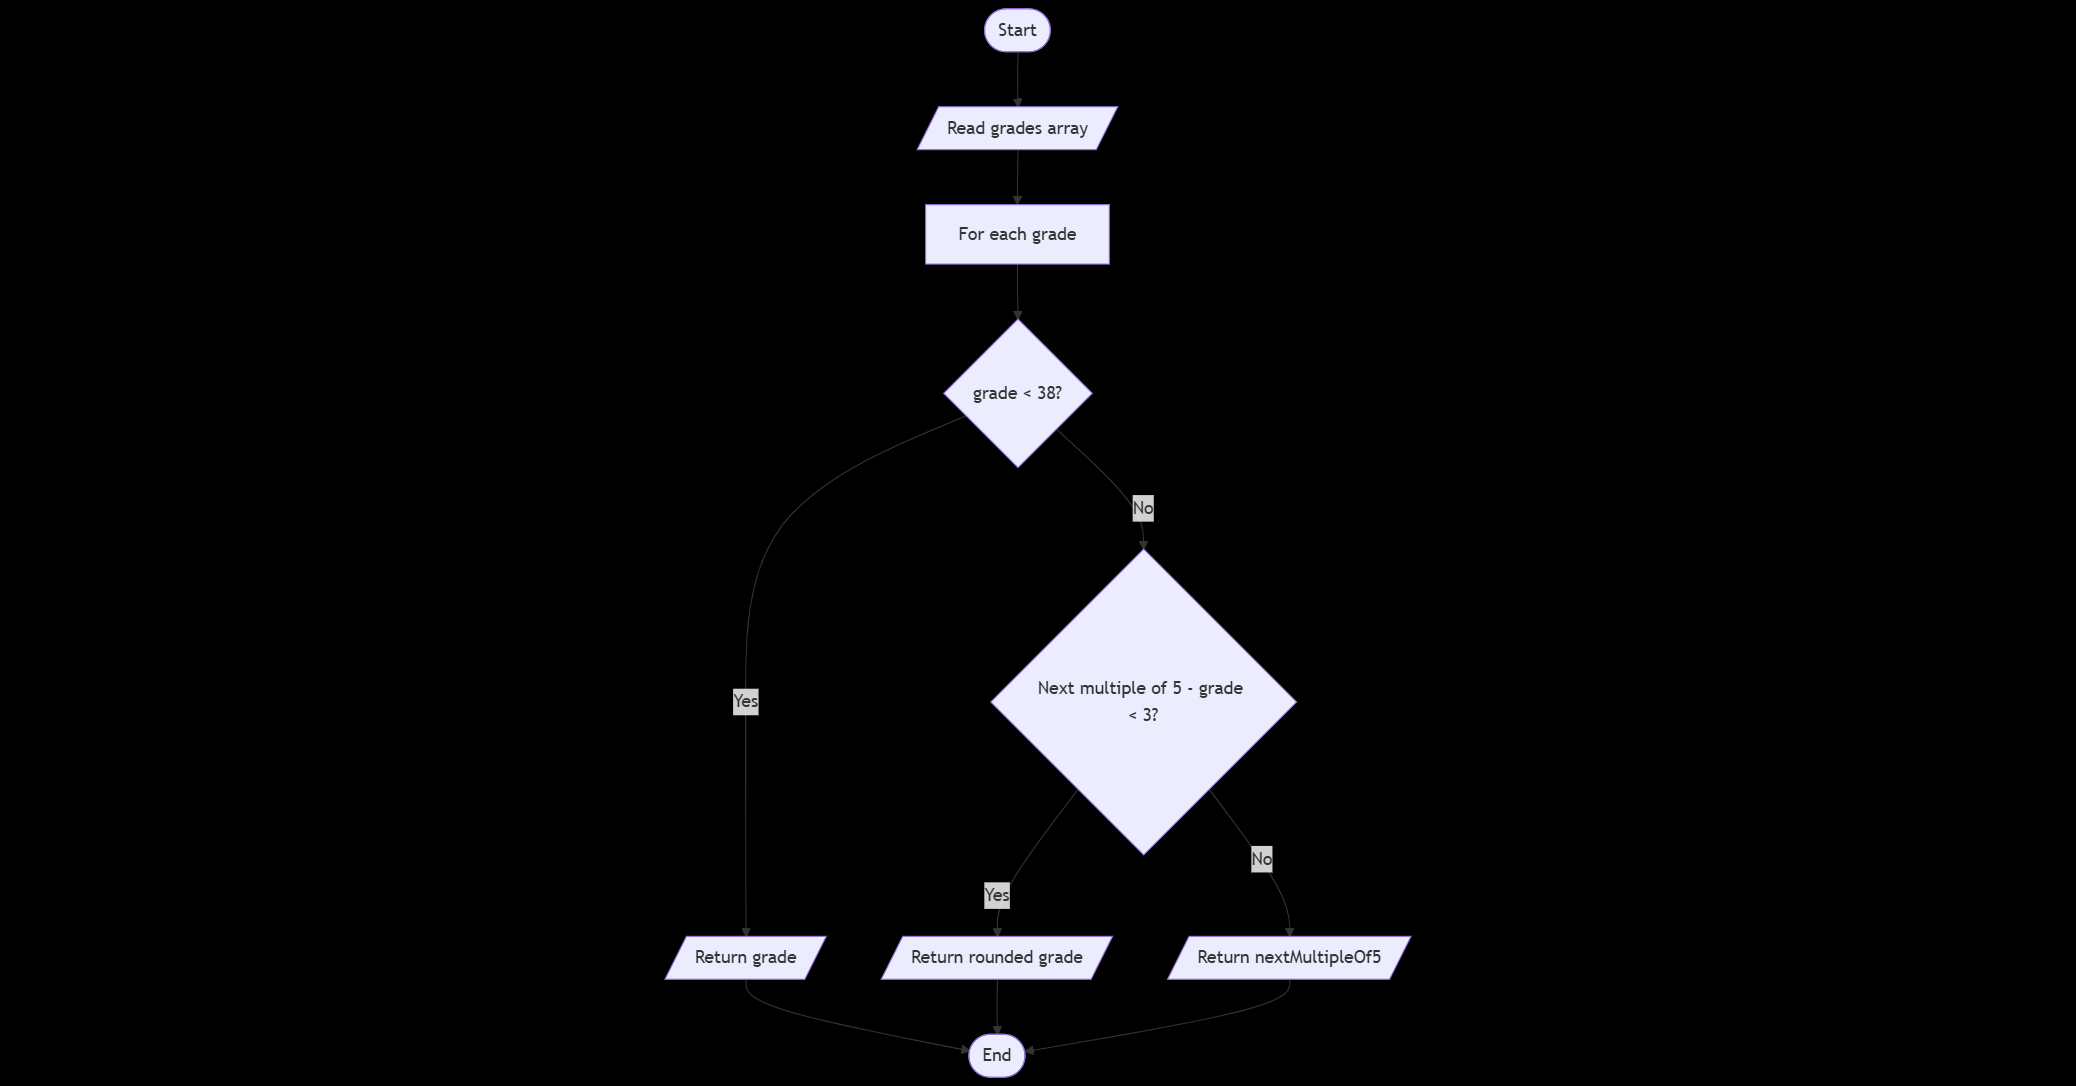 Start
Read grades array
For each grade
grade < 38?
No
Next multiple of 5 - grade
< 3?
Yes
No
Yes
Return grade
Return rounded grade
Return nextMultipleOf5
End